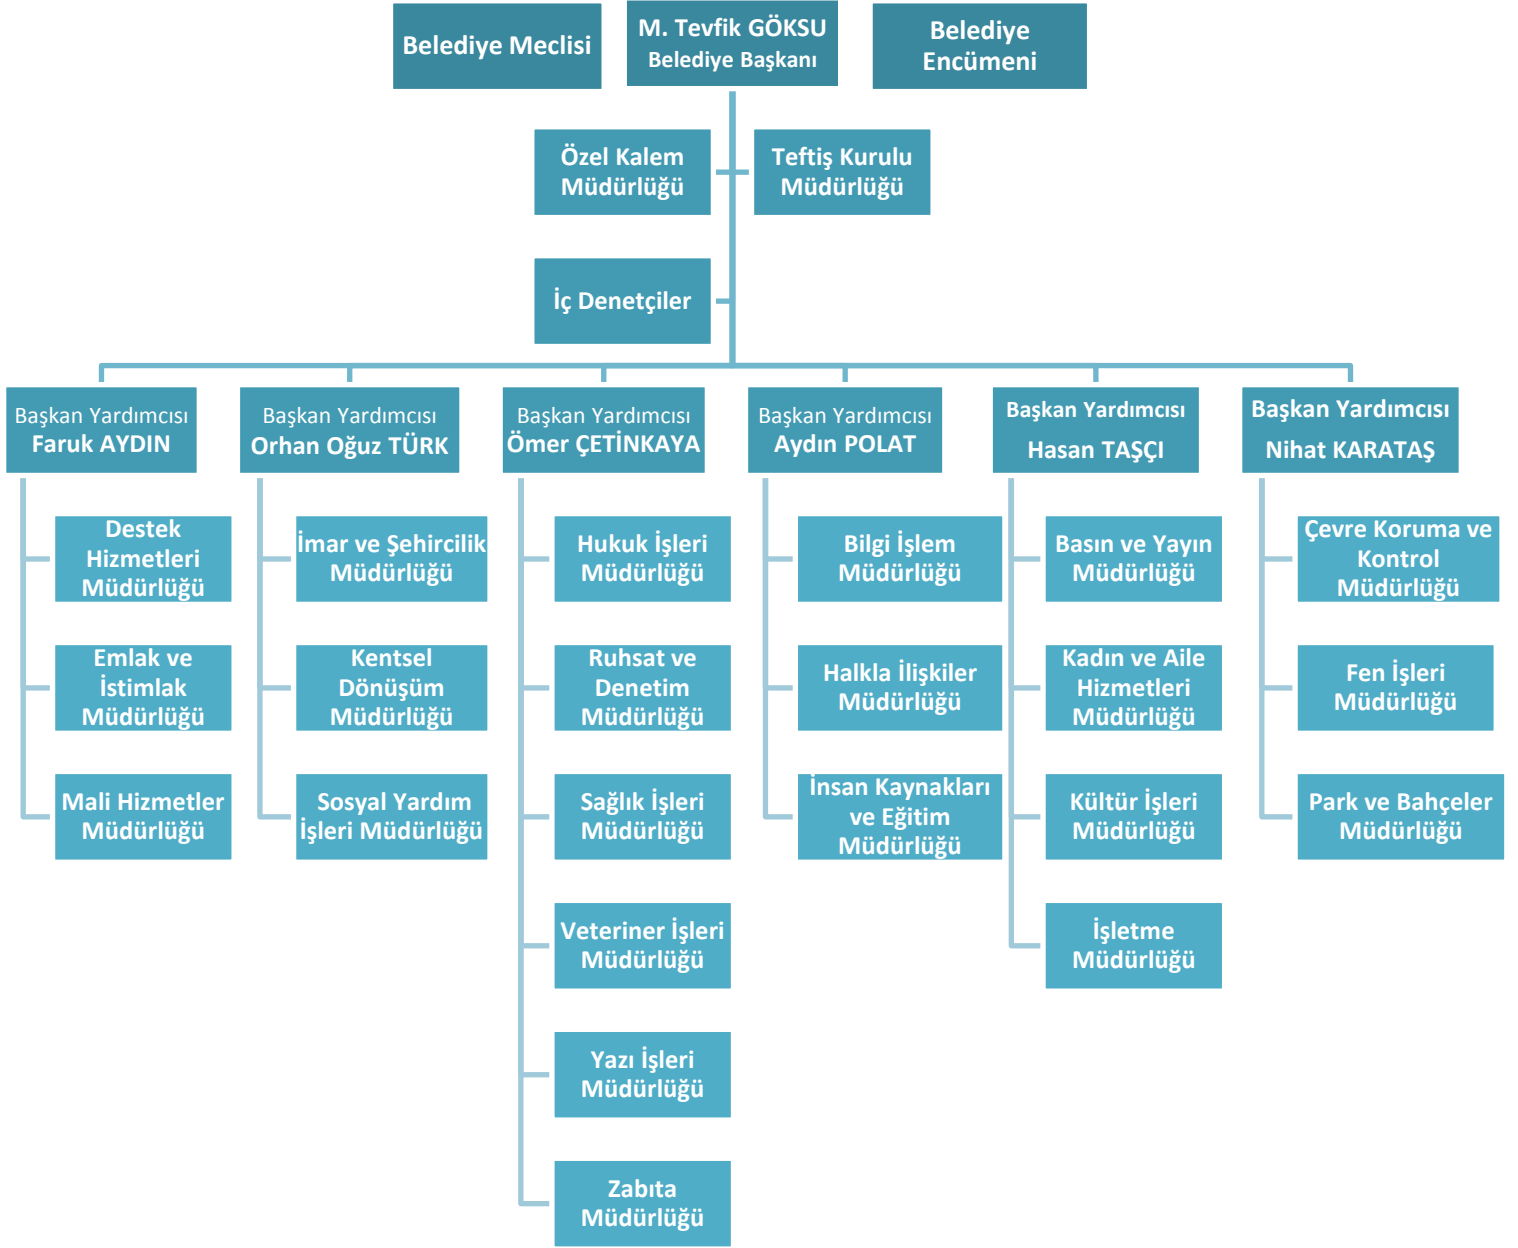 Belediye Meclisi
M. Tevfik GÖKSU
Belediye Başkanı
Belediye
Encümeni
Özel Kalem
Müdürlüğü
Teftiş Kurulu
Müdürlüğü
İç Denetçiler
Başkan Yardımcısı
Faruk AYDIN
Başkan Yardımcısı
Orhan Oğuz TÜRK
Başkan Yardımcısı
Ömer ÇETİNKAYA
Başkan Yardımcısı
Aydın POLAT
Başkan Yardımcısı
Hasan TAŞÇI
Başkan Yardımcısı
Nihat KARATAŞ
Destek
Hizmetleri
Müdürlüğü
Emlak ve
İstimlak
Müdürlüğü
Mali Hizmetler
Müdürlüğü
İmar ve Şehircilik
Müdürlüğü
Kentsel
Dönüşüm
Müdürlüğü
Sosyal Yardım
İşleri Müdürlüğü
Hukuk İşleri
Müdürlüğü
Ruhsat ve
Denetim
Müdürlüğü
Sağlık İşleri
Müdürlüğü
Veteriner İşleri
Müdürlüğü
Yazı İşleri
Müdürlüğü
Zabıta
Müdürlüğü
Bilgi İşlem
Müdürlüğü
Halkla İlişkiler
Müdürlüğü
İnsan Kaynakları
ve Eğitim
Müdürlüğü
Basın ve Yayın
Müdürlüğü
Kadın ve Aile
Hizmetleri
Müdürlüğü
Kültür İşleri
Müdürlüğü
İşletme
Müdürlüğü
Çevre Koruma ve
Kontrol
Müdürlüğü
Fen İşleri
Müdürlüğü
Park ve Bahçeler
Müdürlüğü